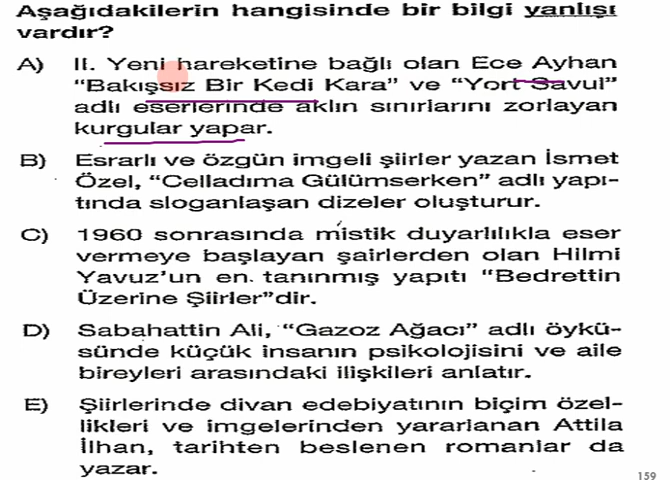 Aşağıdakilerin hangisinde bir bilgi yanlışı
vardır?
A) II. Yeni hareketine bağlı olan Ece Ayhan
"Bakışsız Bir Kedi Kara" ve "Yort Savul"
adlı eserlerinde aklın sınırlarını zorlayan
kurgular yapar.
B) Esrarlı ve özgün imgeli şiirler yazan İsmet
Özel, "Celladıma Gülümserken" adlı yapı-
tında sloganlaşan dizeler oluşturur.
C) 1960 sonrasında mistik duyarlılıkla eser
vermeye başlayan şairlerden olan Hilmi
Yavuz'un en tanınmış yapıtı "Bedrettin
Üzerine Şiirler"dir.
D) Sabahattin Ali, "Gazoz Ağacı" adlı öykü-
sünde küçük insanın psikolojisini ve aile
bireyleri arasındaki ilişkileri anlatır.
E) Şiirlerinde divan edebiyatının biçim özel-
likleri ve imgelerinden yararlanan Attila
İlhan, tarihten beslenen romanlar da
yazar.
159